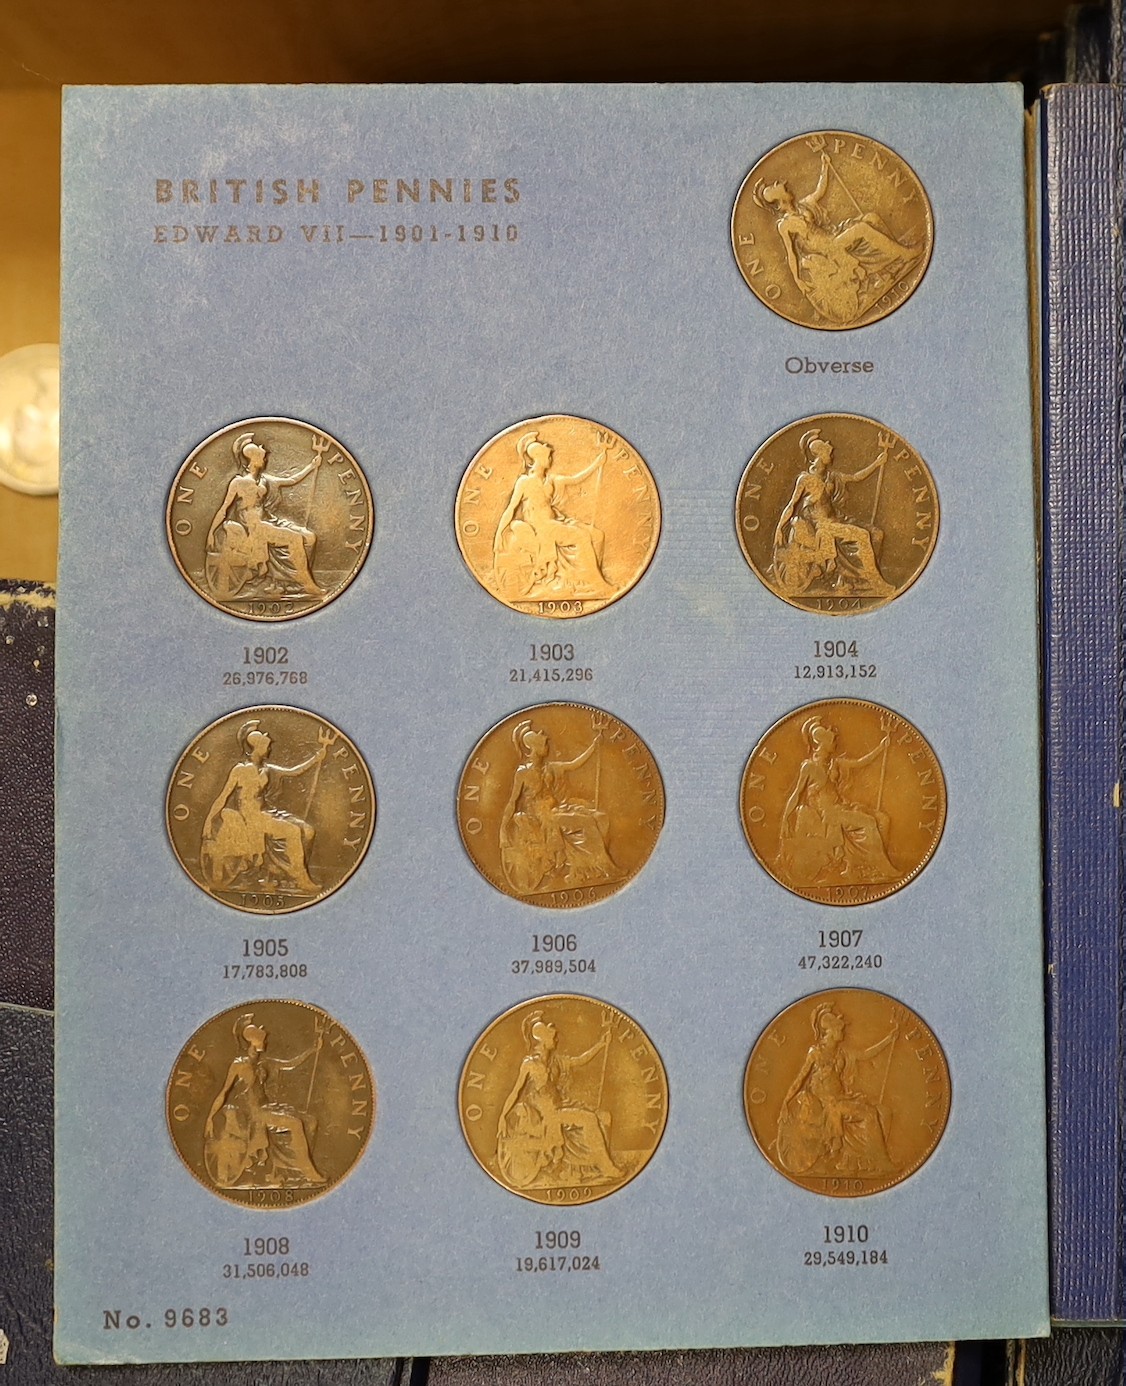 BRITISH PENNIES
EDWARD VII—1901-1910
ONE PENNY
1910
Obverse
ONE PENNY
1902
ONE PENNY
1903
ONE PENNY
1904
1902
26,976,768
1903
21,415,296
1904
12,913,152
ONE PENNY
1905
ONE PENNY
1906
ONE PENNY
1907
1905
17,783,808
1906
37,989,504
1907
47,322,240
ONE PENNY
1908
ONE PENNY
1909
ONE PENNY
1910
1908
31,506,048
1909
19,617,024
1910
29,549,184
No. 9683